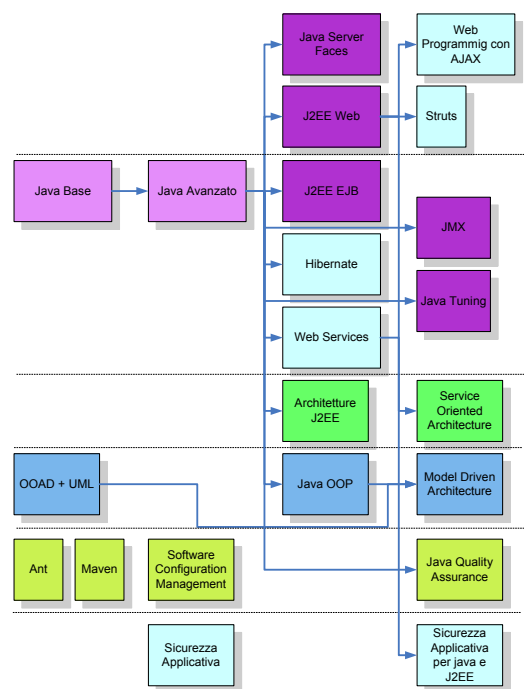 Java Server
Faces
Web
Programmig con
AJAX
J2EE Web
Struts
Java Base
Java Avanzato
J2EE EJB
JMX
Hibernate
Java Tuning
Web Services
Architetture
J2EE
Service
Oriented
Architecture
OOAD + UML
Java OOP
Model Driven
Architecture
Ant
Maven
Software
Configuration
Management
Java Quality
Assurance
Sicurezza
Applicativa
Sicurezza
Applicativa
per java e
J2EE